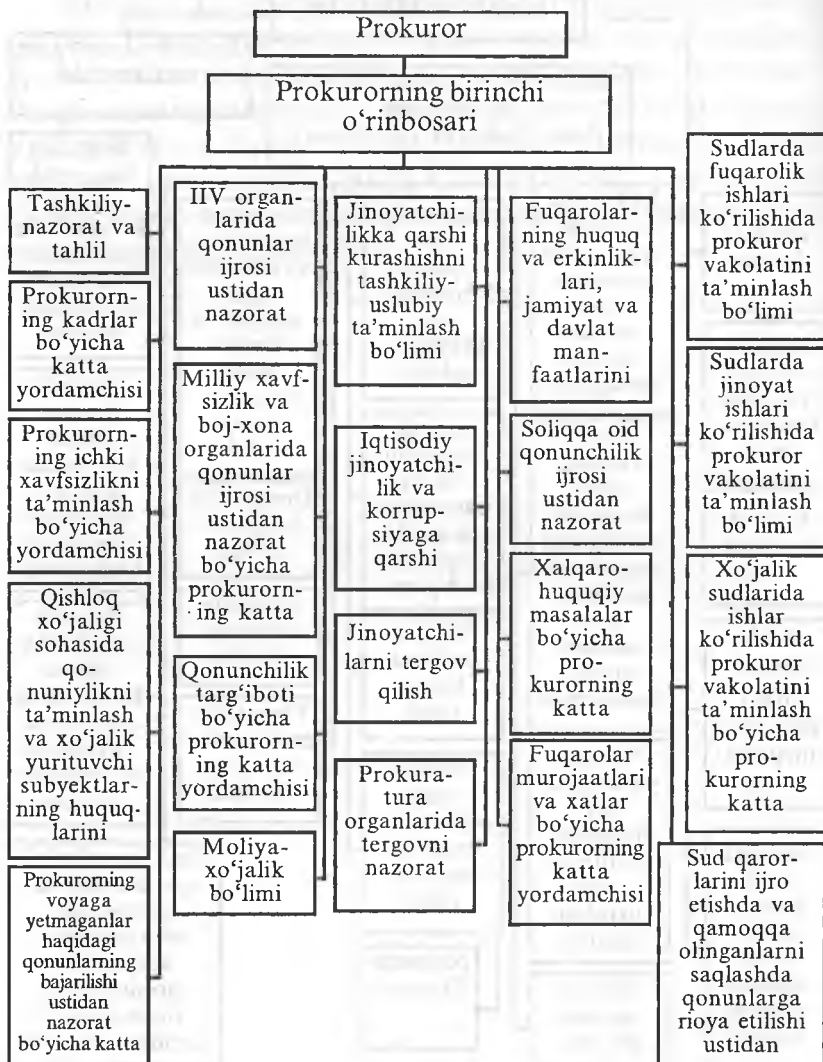 Prokuror
Prokurorning birinchi
o‘rinbosari
Tashkiliy-
nazorat va
tahlil
Prokurorn-
ing kadrlar
bo‘yicha
katta
yordamchisi
Prokurorn-
ing ichki
xavfsizlikni
ta’minlash
bo‘yicha
yordamchisi
Qishloq
xo‘jaligi
sohasida
qo-
nuniylikni
ta’minlash
va xo‘jalik
yurituvchi
subyektlar-
ning huquq-
larini
Prokurorning
voyaga
yetmaganlar
haqidagi
qonunlarning
bajarilishi
ustidan
nazorat
bo‘yicha katta
IIV organ-
larida
qonunlar
ijrosi
ustidan
nazorat
Milliy xavf-
sizlik va
boj-xona
organlarida
qonunlar
ijrosi
ustidan
nazorat
bo‘yicha
prokurorn-
ing katta
Qonunchilik
targ‘iboti
bo‘yicha
prokurorn-
ing katta
yordamchisi
Moliya-
xo‘jalik
bo‘limi
Jinoyatchi-
likka qarshi
kurashishni
tashkiliy-
uslubiy
ta’minlash
bo‘limi
Iqtisodiy
jinoyatchi-
lik va
korrup-
siyaga
qarshi
Jinoyatchi-
larni tergov
qilish
Prokura-
tura
organlarida
tergovni
nazorat
Fuqarolar-
ning huquq
va erkinlik-
lari,
jamiyat va
davlat
man-
faatlarini
Soliqqa oid
qonunchilik
ijrosi
ustidan
nazorat
Xalqaro-
huquqiy
masalalar
bo‘yicha
pro-
kurorning
katta
Fuqarolar
murojaatlari
va xatlar
bo‘yicha
prokurorning
katta
yordamchisi
Sudlarda
fuqarolik
ishlari
ko‘rilishida
prokuror
vakolatini
ta’minlash
bo‘limi
Sudlarda
jinoyat
ishlari
ko‘rilishida
prokuror
vakolatini
ta’minlash
bo‘limi
Xo‘jalik
sudlarida
ishlar
ko‘rilishida
prokuror
vakolatini
ta’minlash
bo‘yicha
pro-
kurorning
katta
Sud qaror-
larini ijro
etishda va
qamoqqa
olinganlarni
saqlashda
qonunlarga
rioya etilishi
ustidan